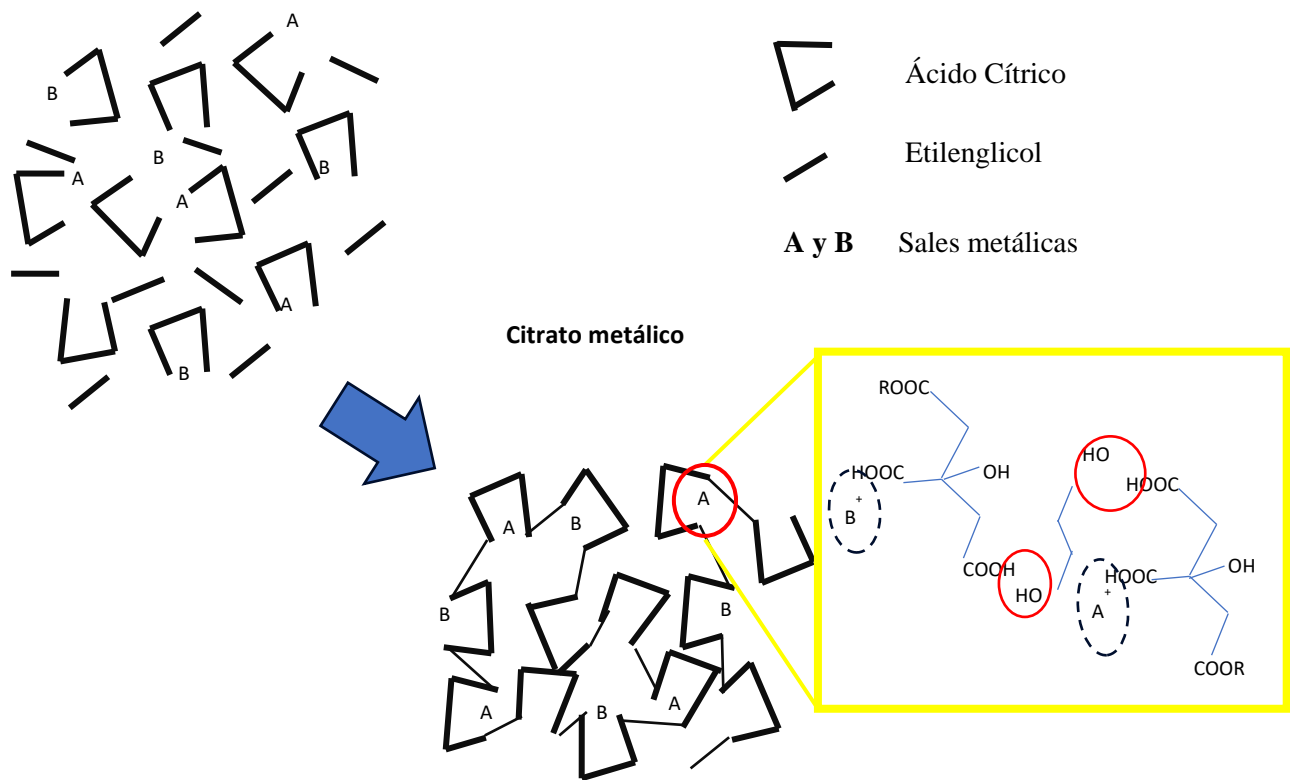 A
B
B
B
A
A
A
B
Ácido Cítrico
Etilenglicol
A y B Sales metálicas
Citrato metálico
A
B
A
B
B
A
B
A
ROOC
HOOC
OH
B
+
COOH
HO
HO
HOOC
HOOC
OH
A
+
COOR